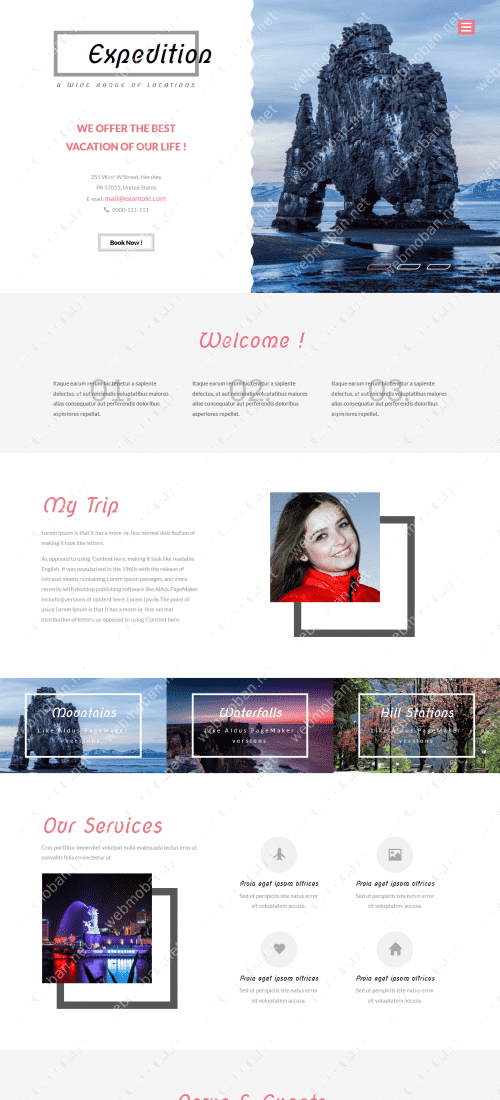 Expedition
A WIDE RANGE OF LOCATIONS
WE OFFER THE BEST
VACATION OF OUR LIFE !
255 West W Street, Hershey
PA 17033, United States
E-mail: mail@example.com
0000-111-111
Book Now !
Welcome !
01.
Itaque earum rerum hic tenetur a sapiente
delectus, ut aut reiciendis voluptatibus maiores
alias consequatur aut perferendis doloribus
asperiores repellat.
02.
Itaque earum rerum hic tenetur a sapiente
delectus, ut aut reiciendis voluptatibus maiores
alias consequatur aut perferendis doloribus
asperiores repellat.
03.
Itaque earum rerum hic tenetur a sapiente
delectus, ut aut reiciendis voluptatibus maiores
alias consequatur aut perferendis doloribus
asperiores repellat.
My Trip
Lorem Ipsum is that it has a more-or-less normal distribution of
making it look like letters.
As opposed to using 'Content here, making it look like readable
English. It was popularised in the 1960s with the release of
Letraset sheets containing Lorem Ipsum passages, and more
recently with desktop publishing software like Aldus PageMaker
including versions of content here, Lorem Ipsum.The point of
using Lorem Ipsum is that it has a more-or-less normal
distribution of letters, as opposed to using 'Content here.
Mountains
Like Aldus PageMaker
versions
Waterfalls
Like Aldus PageMaker
versions
Hill Stations
Like Aldus PageMaker
versions
Our Services
Cras porttitor imperdiet volutpat nulla malesuada lectus eros ut
convallis felis consectetur ut
Proin eget ipsum ultrices
Sed ut perspiciis iste natus error
sit voluptatem accusa.
Proin eget ipsum ultrices
Sed ut perspiciis iste natus error
sit voluptatem accusa.
Proin eget ipsum ultrices
Sed ut perspiciis iste natus error
sit voluptatem accusa.
Proin eget ipsum ultrices
Sed ut perspiciis iste natus error
sit voluptatem accusa.
webmoban.net